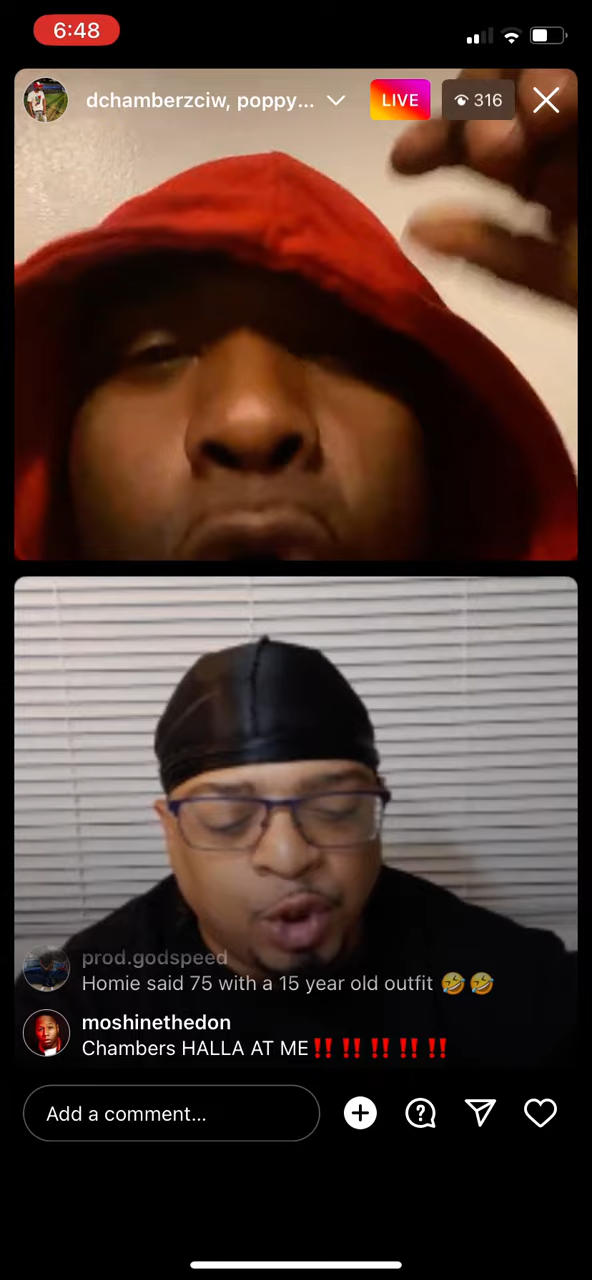 6:48
dchamberzciw, poppy...
LIVE
316
prod.godspeed
Homie said 75 with a 15 year old outfit 🤣🤣
moshinethedon
Chambers HALLA AT ME‼️‼️‼️‼️‼️
Add a comment...